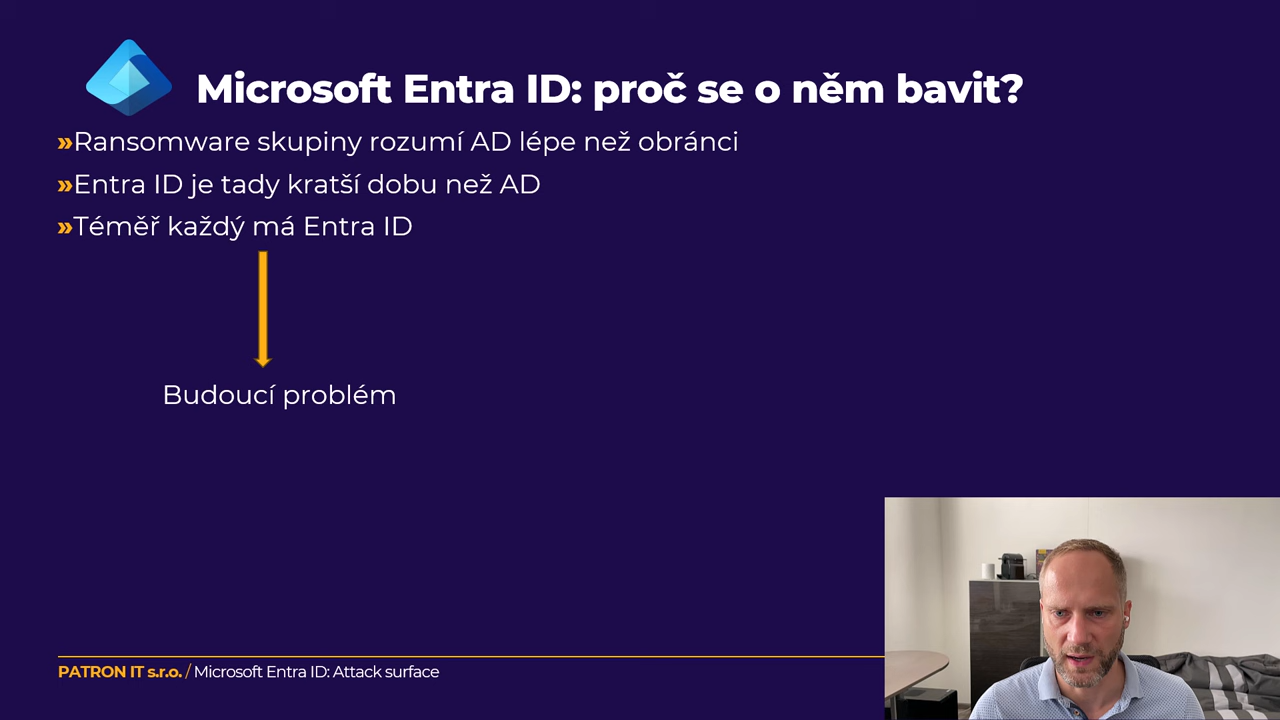 Microsoft Entra ID: proč se o něm bavit?
»Ransomware skupiny rozumí AD lépe než obránci
»Entra ID je tady kratší dobu než AD
»Téměř každý má Entra ID
Budoucí problém
PATRON IT s.r.o. / Microsoft Entra ID: Attack surface